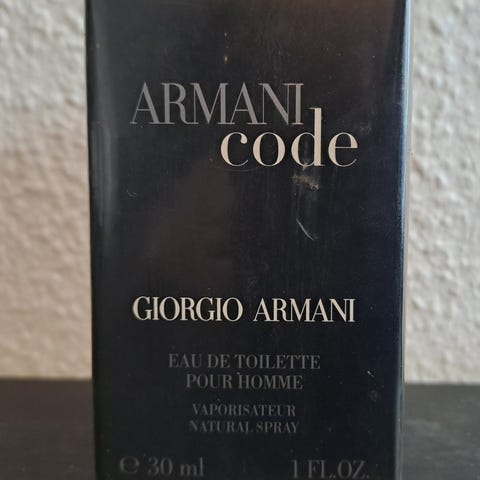 ARMANI
code
GIORGIO ARMANI
EAU DE TOILETTE
POUR HOMME
VAPORISATEUR
NATURAL SPRAY
℮ 30 ml 1 FL.OZ.